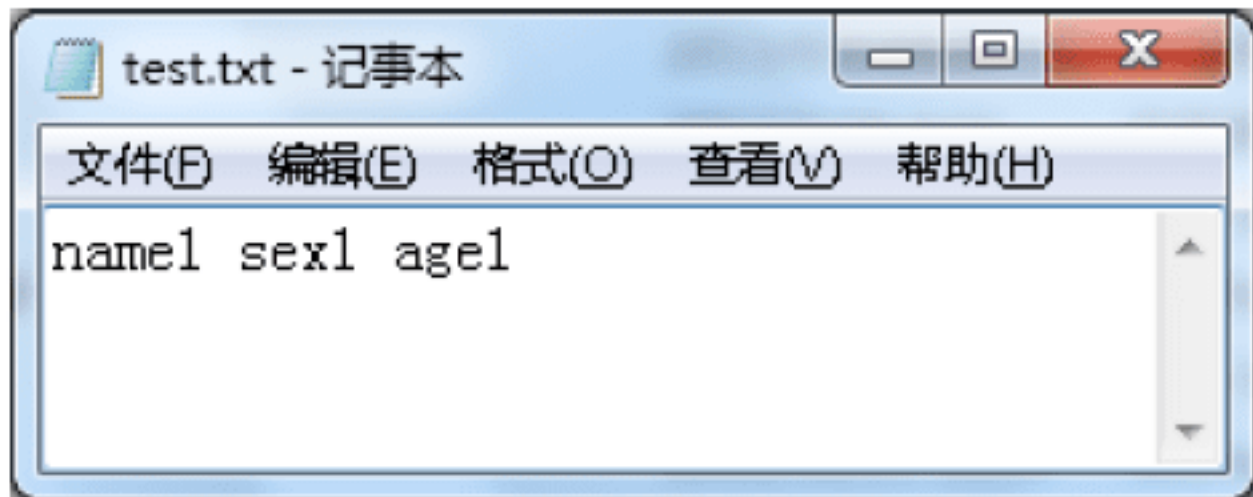 test.txt - 记事本
文件(F) 编辑(E) 格式(O) 查看(V) 帮助(H)
name1 sex1 age1